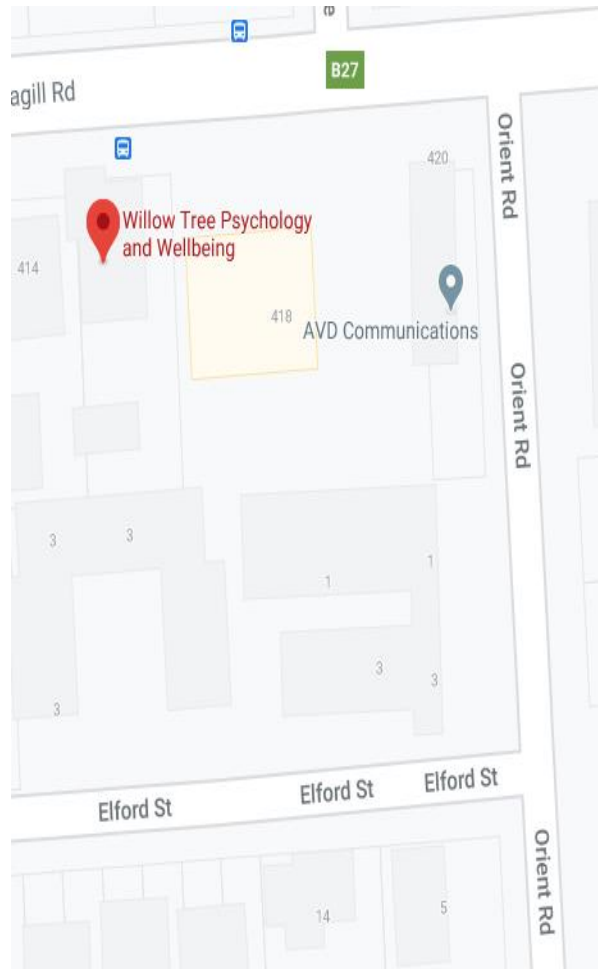 e
B27
agill Rd
Orient Rd
420
Willow Tree Psychology
and Wellbeing
414
418
AVD Communications
Orient Rd
3
3
1
1
3
3
3
Elford St
Elford St
Elford St
Orient Rd
14
5